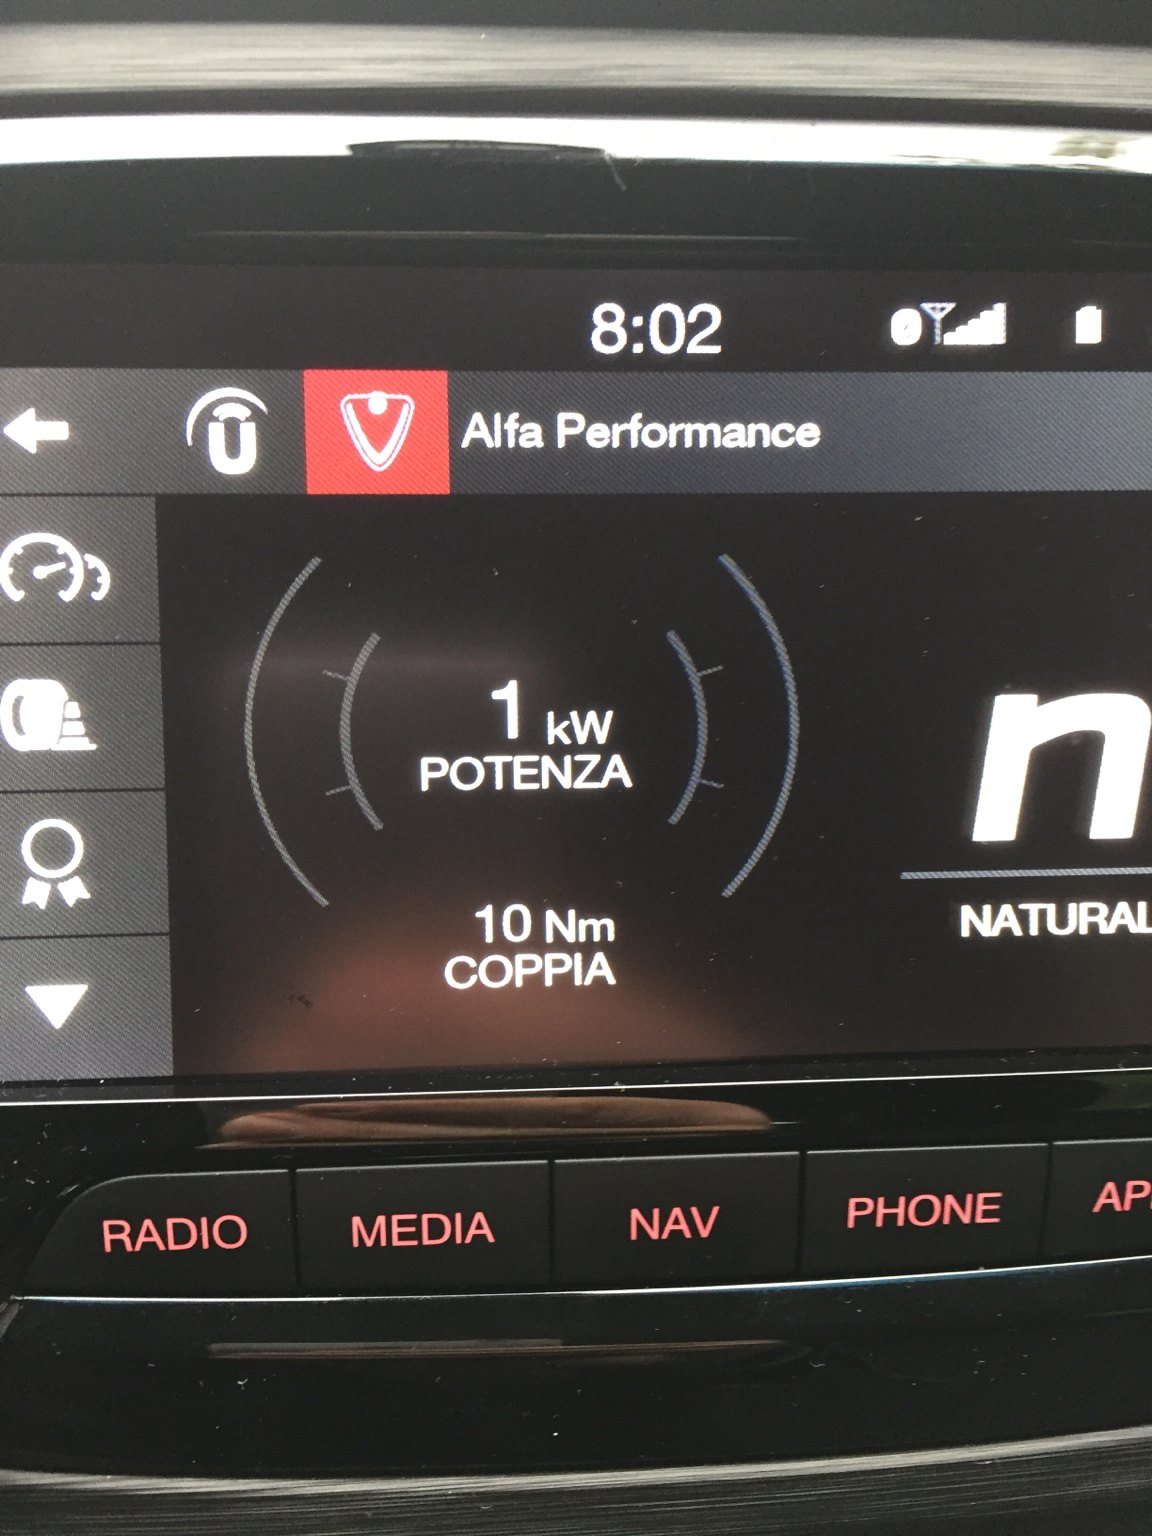 8:02
Alfa Performance
1 kW
POTENZA
10 Nm
COPPIA
n
NATURAL
RADIO
MEDIA
NAV
PHONE